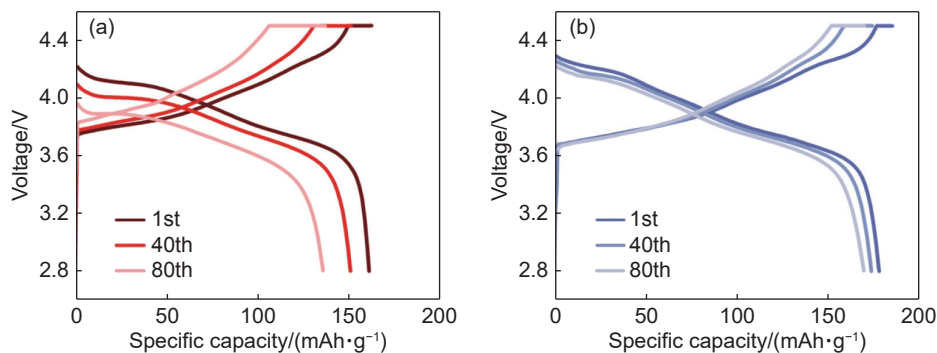 (a)
Voltage/V
4.4
4.0
3.6
3.2
2.8
1st
40th
80th
0 50 100 150 200
Specific capacity/(mAh·g⁻¹)
(b)
Voltage/V
4.4
4.0
3.6
3.2
2.8
1st
40th
80th
0 50 100 150 200
Specific capacity/(mAh·g⁻¹)